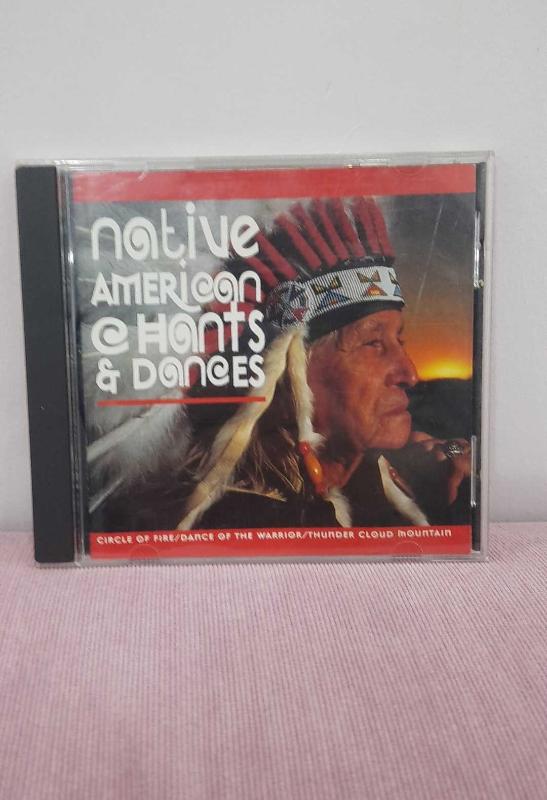 native
AMERICAN
CHANTS
& DANCES
CIRCLE OF FIRE/DANCE OF THE WARRIOR/THUNDER CLOUD MOUNTAIN